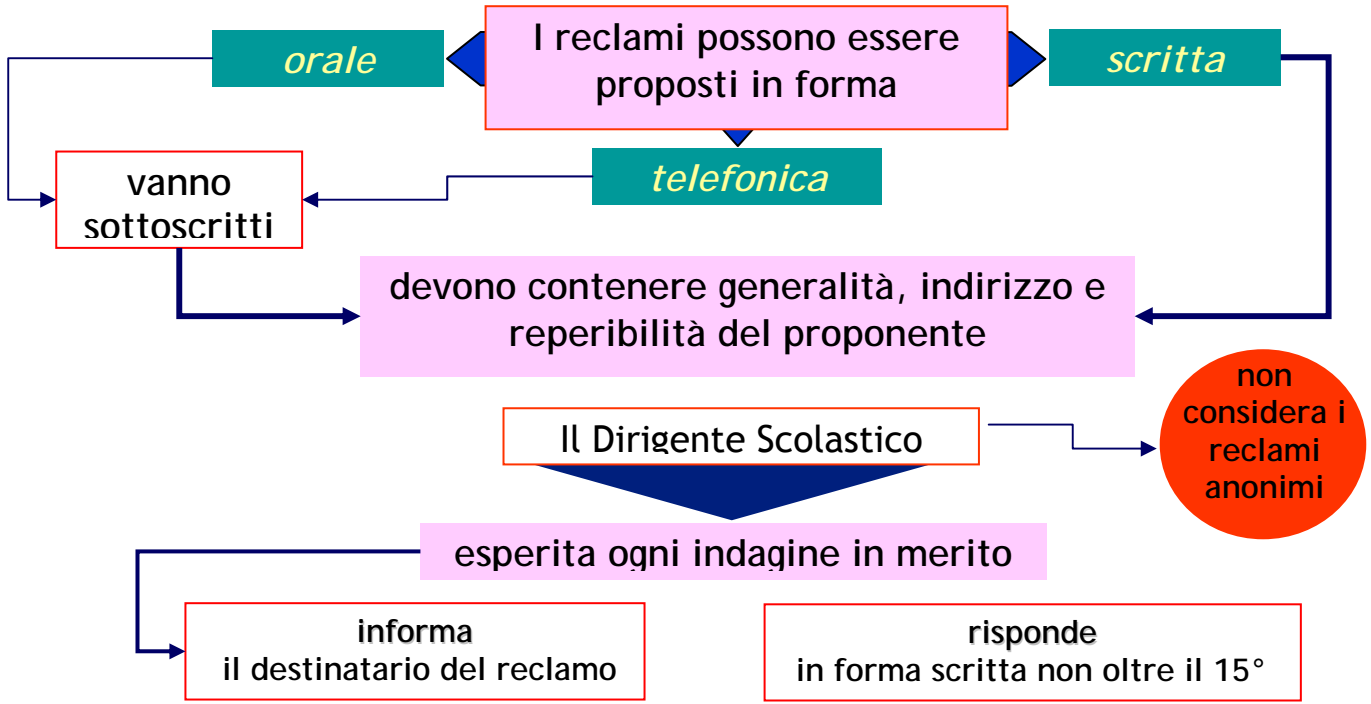 I reclami possono essere
proposti in forma
orale
scritta
telefonica
vanno
sottoscritti
devono contenere generalità, indirizzo e
reperibilità del proponente
Il Dirigente Scolastico
non
considera i
reclami
anonimi
esperita ogni indagine in merito
informa
il destinatario del reclamo
risponde
in forma scritta non oltre il 15°